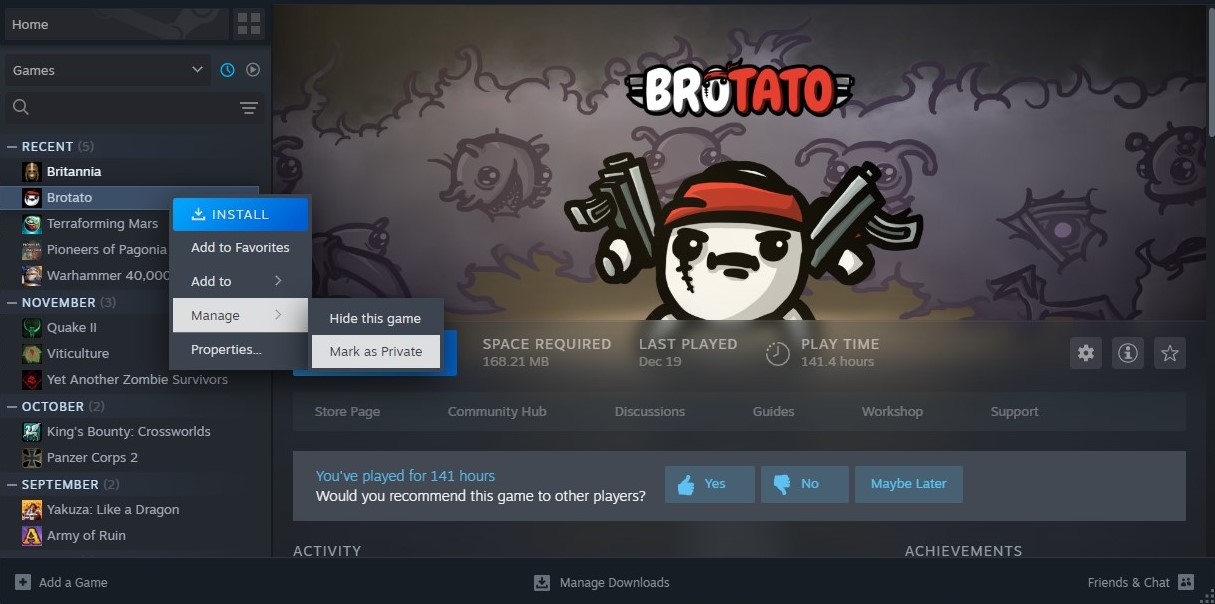 Home
Games
RECENT (5)
Britannia
Brotato
Terraforming Mars
Pioneers of Pagonia
Warhammer 40,000
NOVEMBER (3)
Quake II
Viticulture
Yet Another Zombie Survivors
OCTOBER (2)
King's Bounty: Crossworlds
Panzer Corps 2
SEPTEMBER (2)
Yakuza: Like a Dragon
Army of Ruin
INSTALL
Add to Favorites
Add to
Manage
Properties...
Hide this game
Mark as Private
BROTATO
SPACE REQUIRED
168.21 MB
LAST PLAYED
Dec 19
PLAY TIME
141.4 hours
Store Page
Community Hub
Discussions
Guides
Workshop
Support
You've played for 141 hours
Would you recommend this game to other players?
Yes
No
Maybe Later
ACTIVITY
ACHIEVEMENTS
Add a Game
Manage Downloads
Friends & Chat